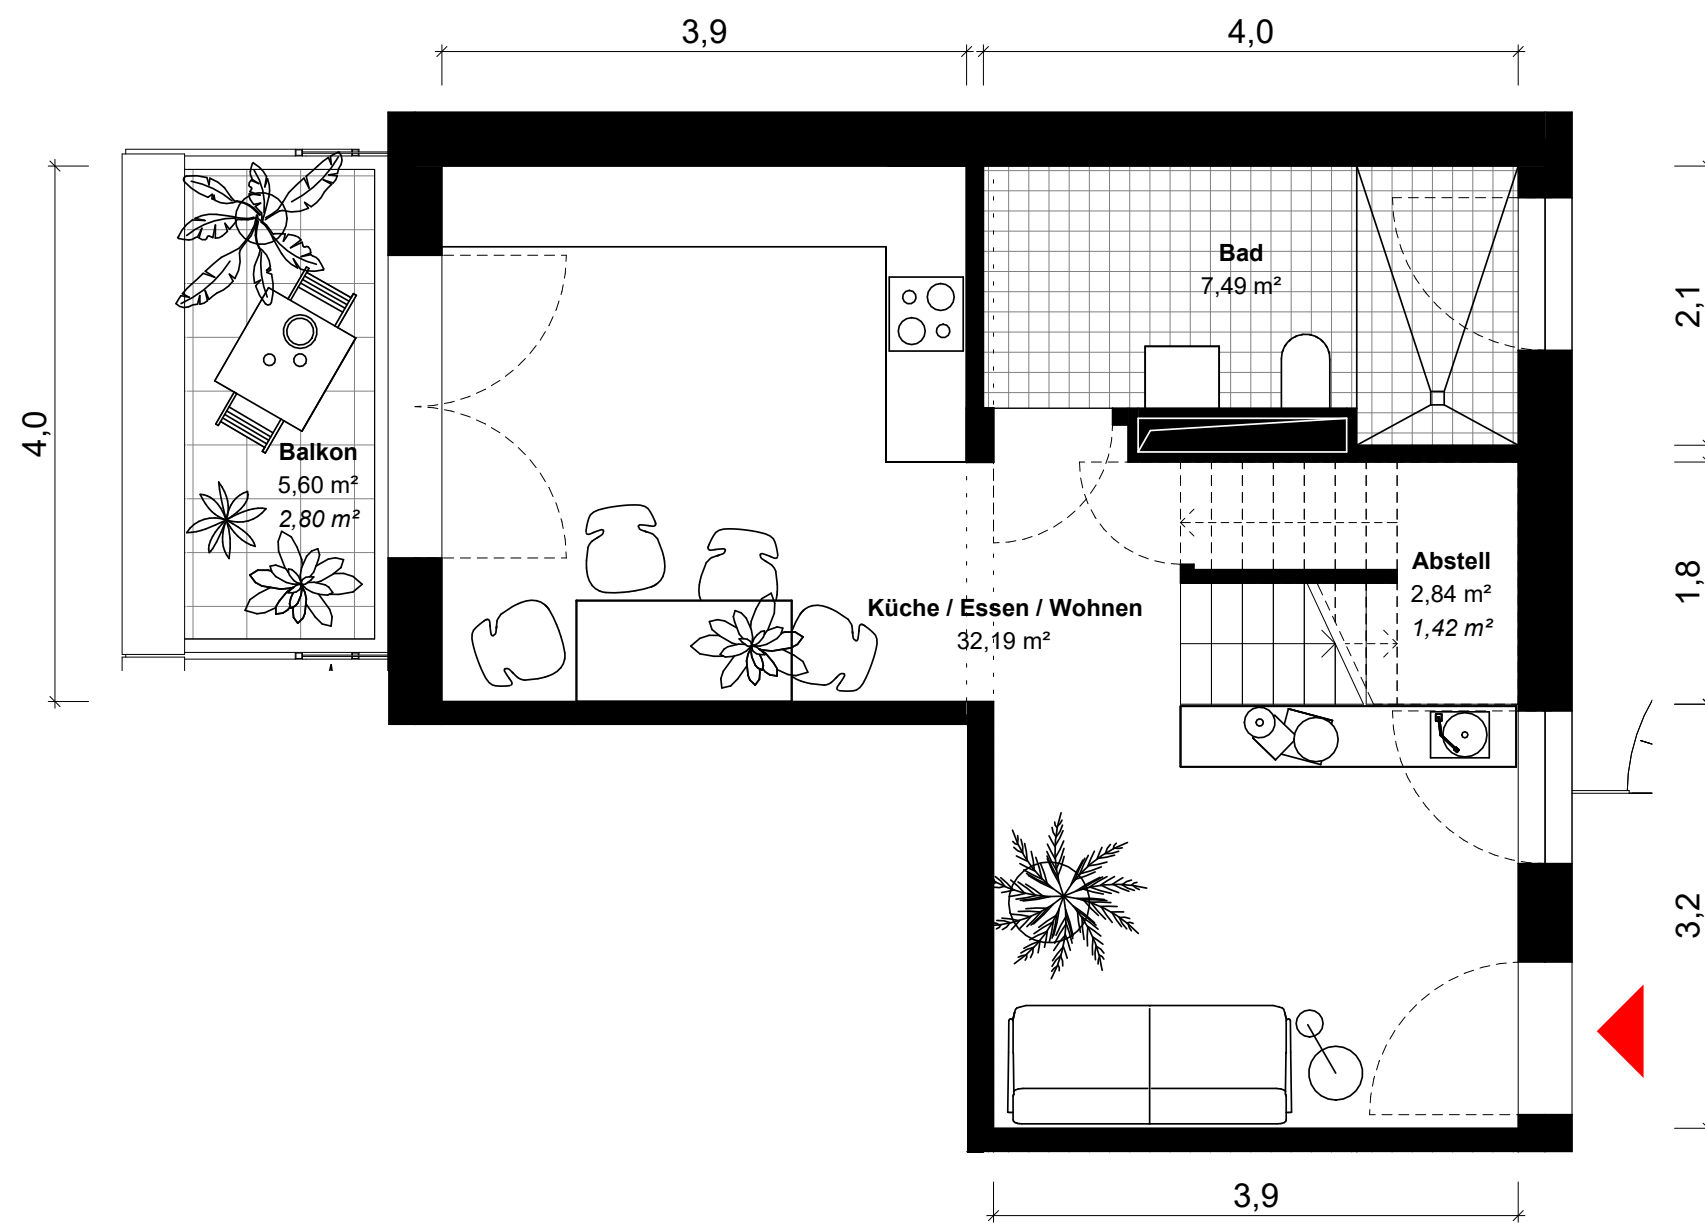 3,9
4,0
Bad
7,49 m²
2,1
4,0
Balkon
5,60 m²
2,80 m²
Küche / Essen / Wohnen
32,19 m²
Abstell
2,84 m²
1,42 m²
1,8
3,2
3,9